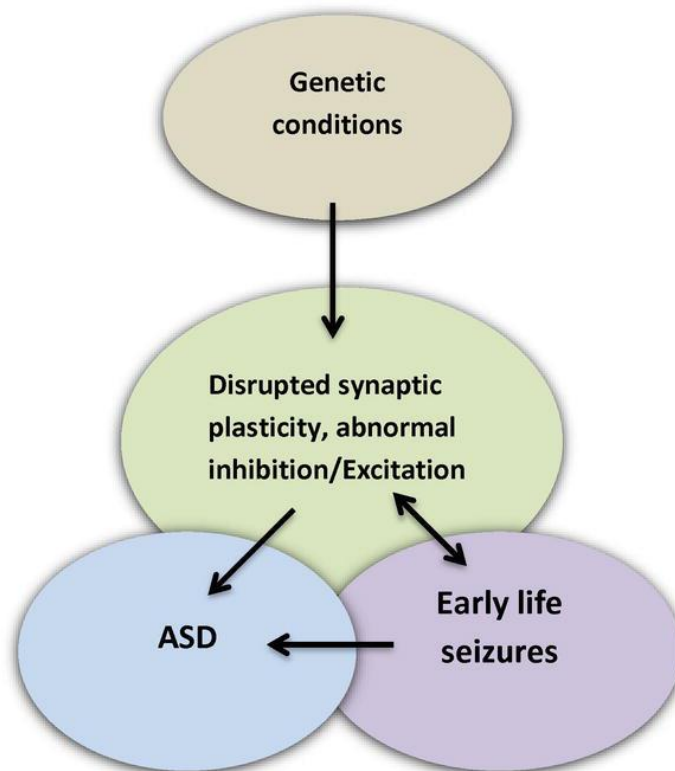 Genetic
conditions
Disrupted synaptic
plasticity, abnormal
inhibition/Excitation
ASD
Early life
seizures